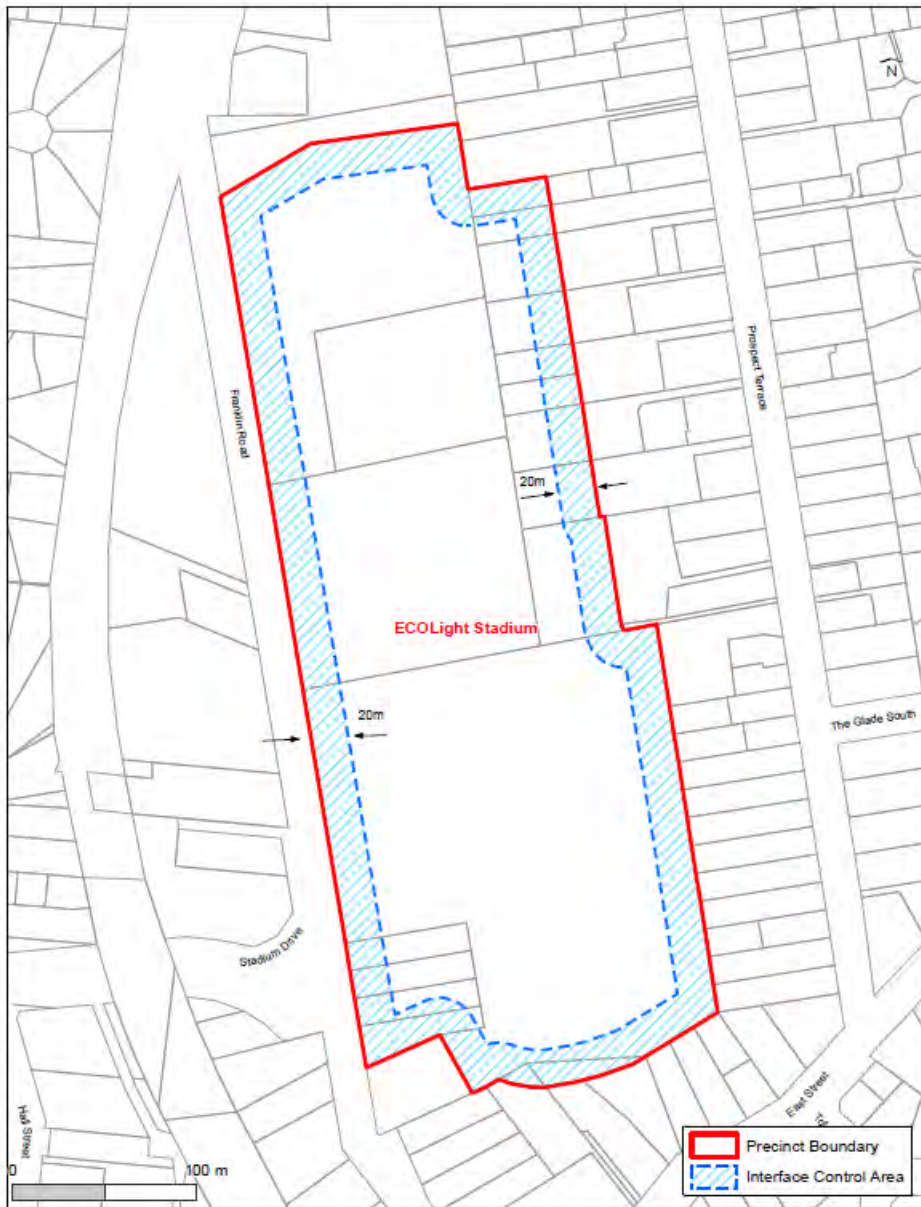 N
Prospect Terrace
Franklin Road
20m
ECOLight Stadium
20m
The Glade South
Stadium Drive
East Street
Hall Street
0 100 m
Precinct Boundary
Interface Control Area